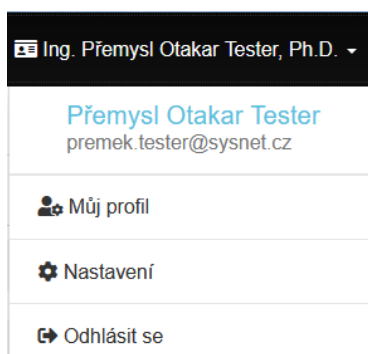 Ing. Přemysl Otakar Tester, Ph.D.
Přemysl Otakar Tester
premek.tester@sysnet.cz
Můj profil
Nastavení
Odhlásit se